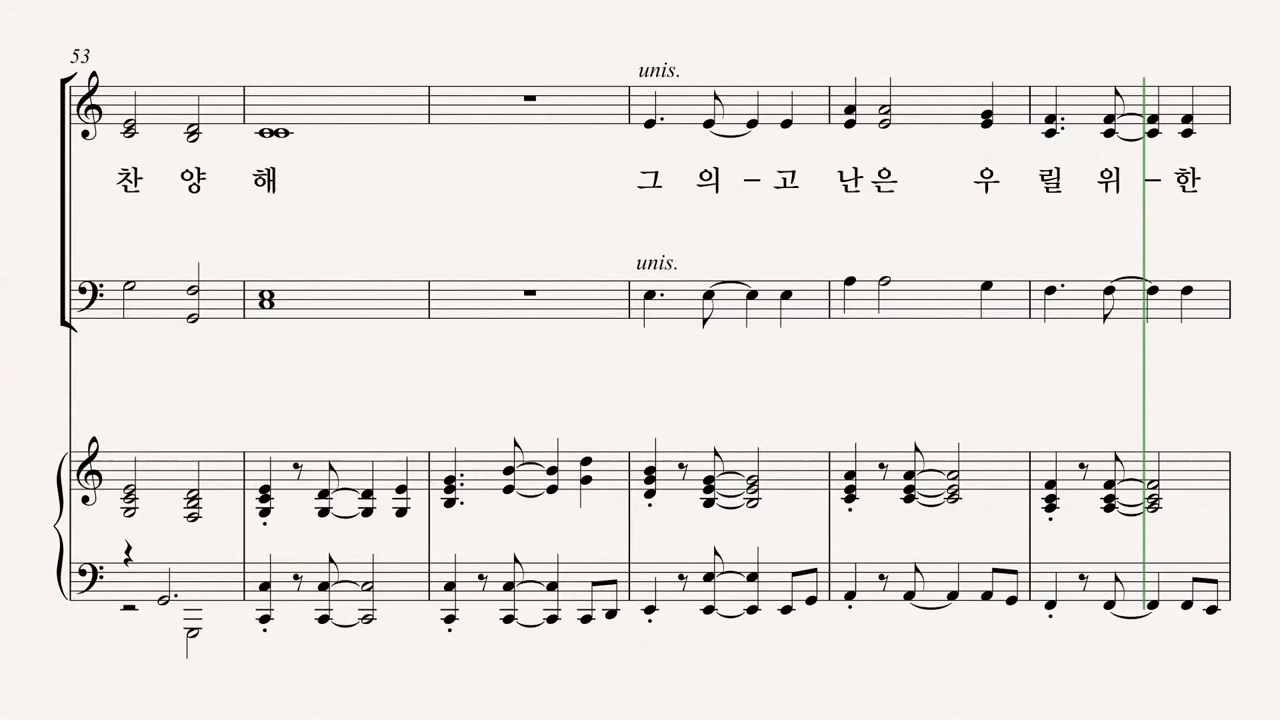 53
unis.
찬 양 해 그 의 – 고 난 은 우 릴 위 – 한
unis.